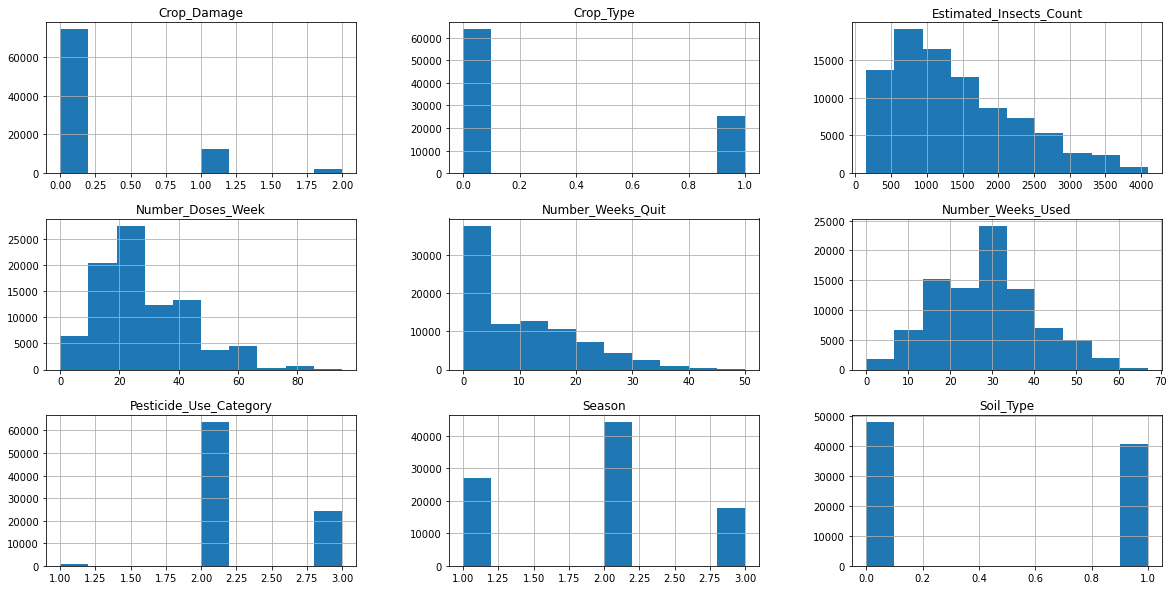 Crop_Damage
60000
40000
20000
0
0.00 0.25 0.50 0.75 1.00 1.25 1.50 1.75 2.00
Crop_Type
60000
50000
40000
30000
20000
10000
0
0.0 0.2 0.4 0.6 0.8 1.0
Estimated_Insects_Count
15000
10000
5000
0
0 500 1000 1500 2000 2500 3000 3500 4000
Number_Doses_Week
25000
20000
15000
10000
5000
0
0 20 40 60 80
Number_Weeks_Quit
30000
20000
10000
0
0 10 20 30 40 50
Number_Weeks_Used
25000
20000
15000
10000
5000
0
0 10 20 30 40 50 60 70
Pesticide_Use_Category
60000
50000
40000
30000
20000
10000
0
1.00 1.25 1.50 1.75 2.00 2.25 2.50 2.75 3.00
Season
40000
30000
20000
10000
0
1.00 1.25 1.50 1.75 2.00 2.25 2.50 2.75 3.00
Soil_Type
50000
40000
30000
20000
10000
0
0.0 0.2 0.4 0.6 0.8 1.0